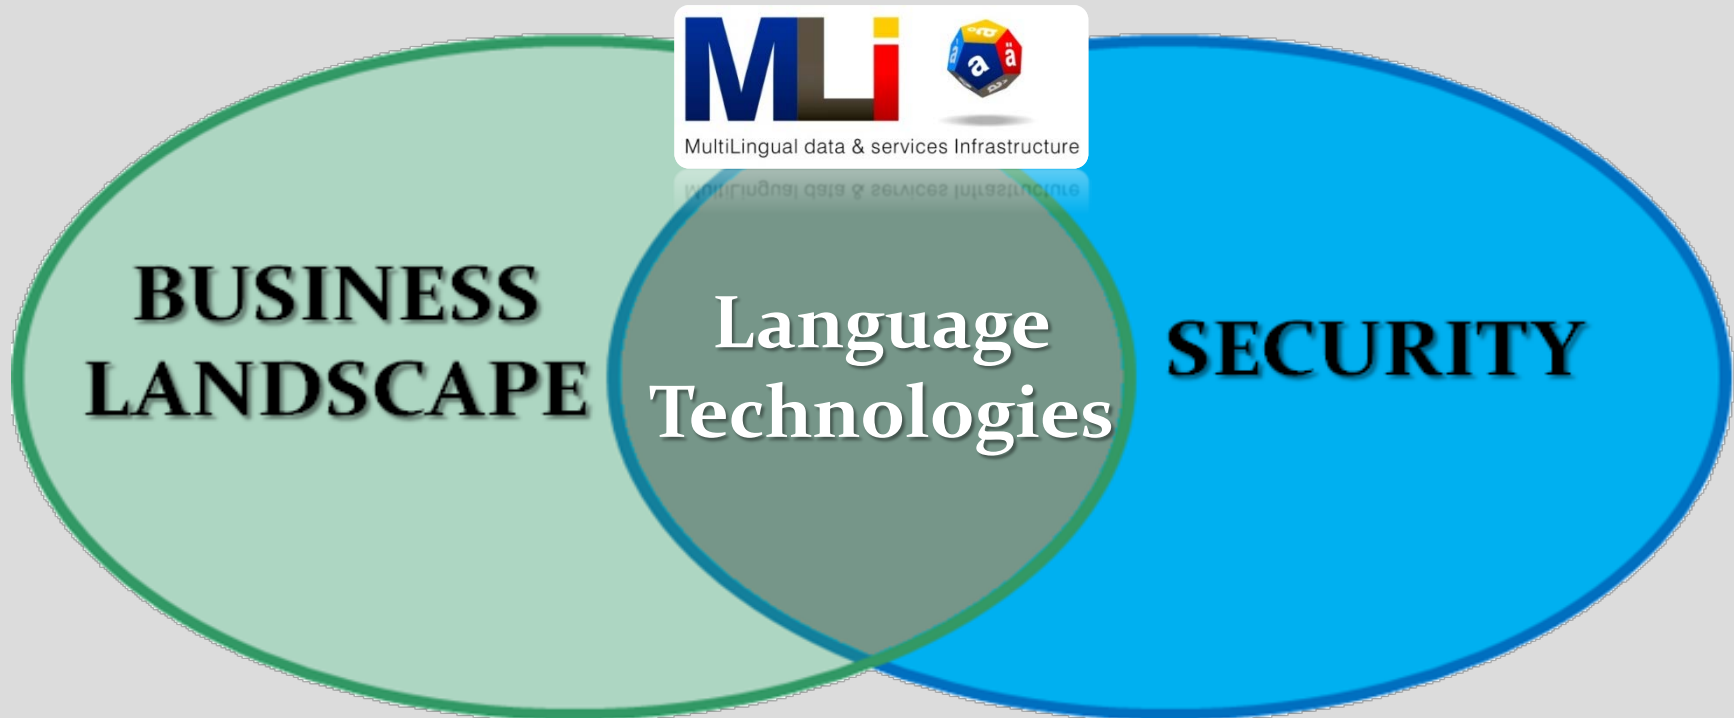 MLi
MultiLingual data & services Infrastructure
BUSINESS
LANDSCAPE
Language
Technologies
SECURITY